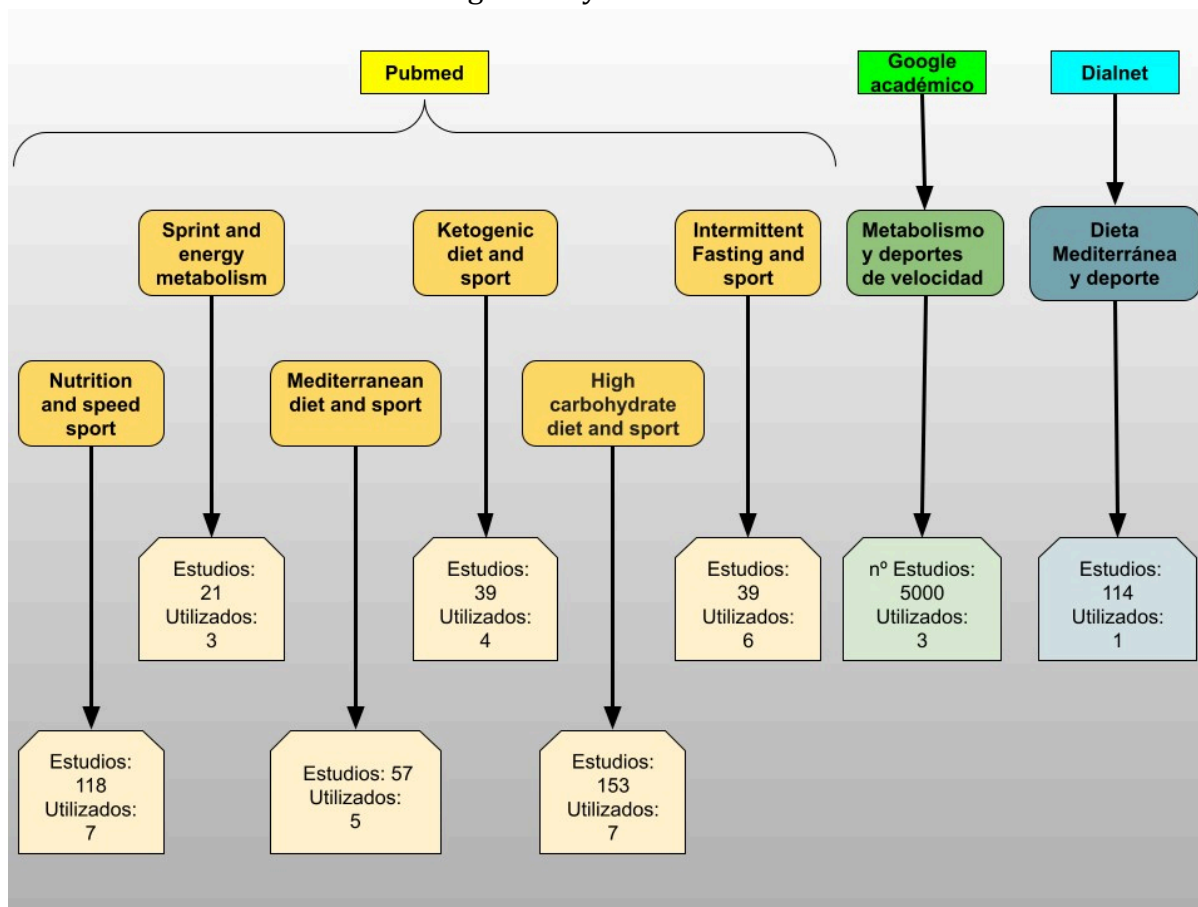 Pubmed
Google
académico
Dialnet
Sprint and
energy
metabolism
Ketogenic
diet and
sport
Intermittent
Fasting and
sport
Metabolismo
y deportes
de velocidad
Dieta
Mediterránea
y deporte
Nutrition
and speed
sport
Mediterranean
diet and sport
High
carbohydrate
diet and sport
Estudios:
21
Utilizados:
3
Estudios:
39
Utilizados:
4
Estudios:
39
Utilizados:
6
nº Estudios:
5000
Utilizados:
3
Estudios:
114
Utilizados:
1
Estudios:
118
Utilizados:
7
Estudios: 57
Utilizados:
5
Estudios:
153
Utilizados:
7